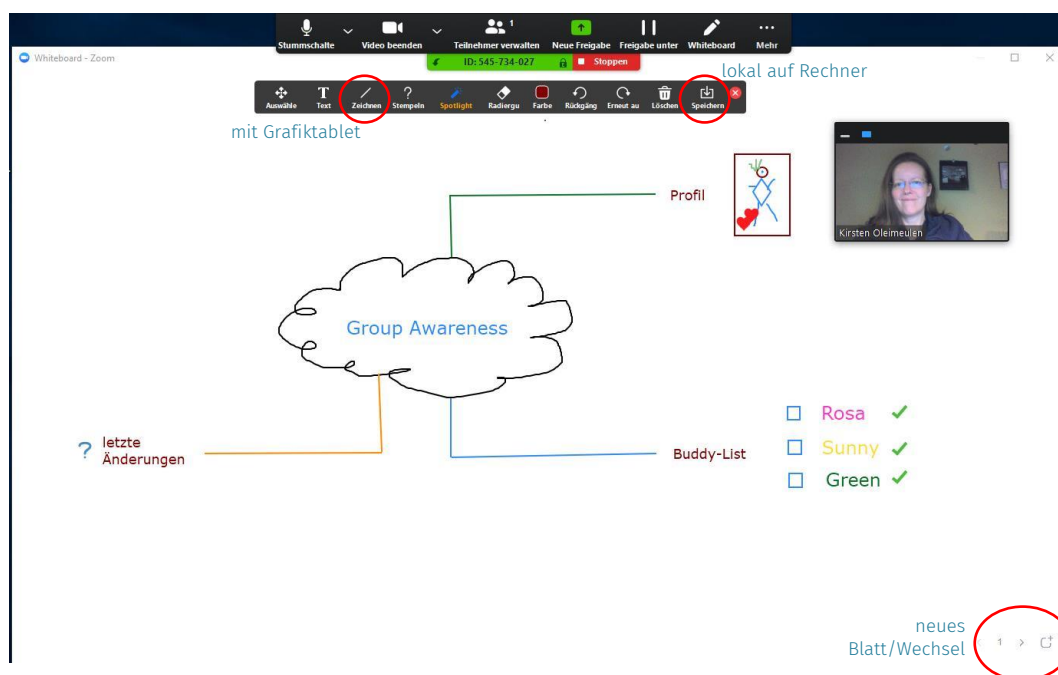 1
Stummschalte
Video beenden
Teilnehmer verwalten
Neue Freigabe
Freigabe unter
Whiteboard
Mehr
Whiteboard - Zoom
ID: 545-734-027
Stoppen
lokal auf Rechner
Auswähle
Text
Zeichnen
Stempeln
Spotlight
Radiergu
Farbe
Rückgäng
Erneut au
Löschen
Speichern
mit Grafiktablet
Profil
Kirsten Oleimeulen
Group Awareness
Rosa
? letzte
Änderungen
Buddy-List
Sunny
Green
neues
Blatt/Wechsel
1